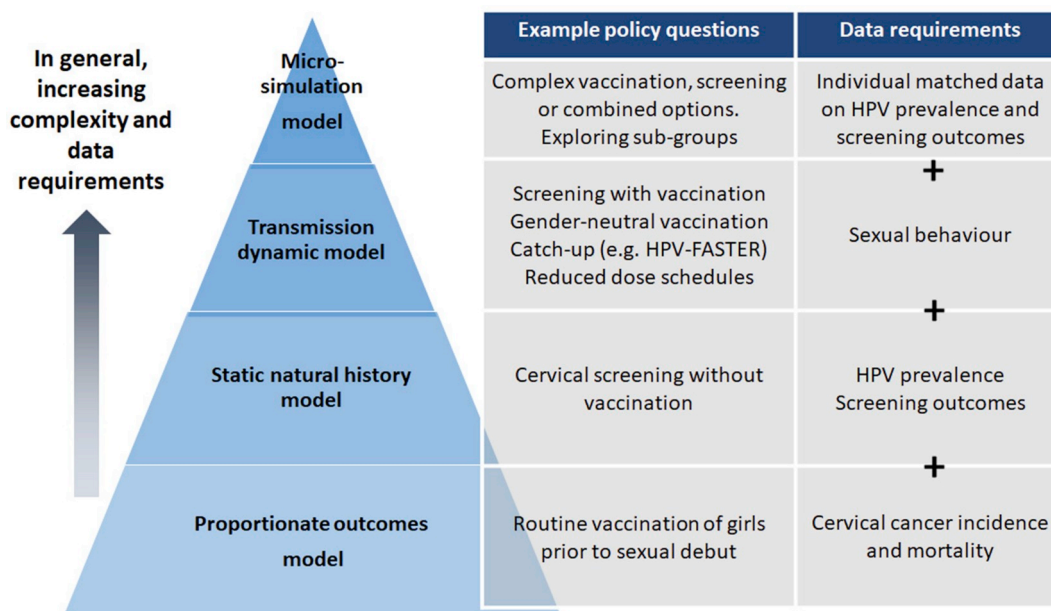 In general,
increasing
complexity and
data
requirements
Micro-
simulation
model
Transmission
dynamic model
Static natural history
model
Proportionate outcomes
model
Example policy questions
Data requirements
Complex vaccination, screening
or combined options.
Exploring sub-groups
Individual matched data
on HPV prevalence and
screening outcomes
+
Screening with vaccination
Gender-neutral vaccination
Catch-up (e.g. HPV-FASTER)
Reduced dose schedules
Sexual behaviour
+
Cervical screening without
vaccination
HPV prevalence
Screening outcomes
+
Routine vaccination of girls
prior to sexual debut
Cervical cancer incidence
and mortality